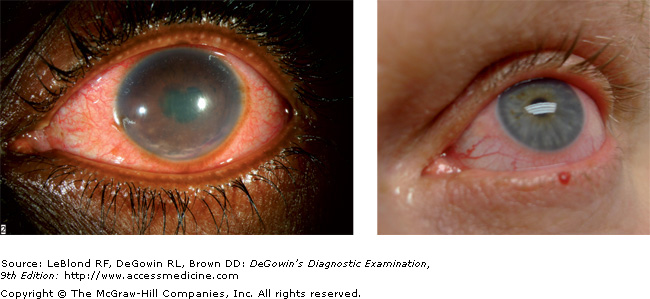 Source: LeBlond RF, DeGowin RL, Brown DD: DeGowin's Diagnostic Examination,
9th Edition: http://www.accessmedicine.com
Copyright © The McGraw-Hill Companies, Inc. All rights reserved.